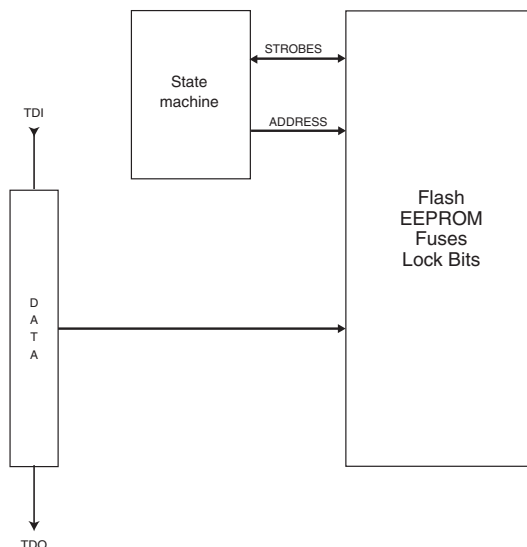 STROBES
State
machine
TDI
ADDRESS
Flash
EEPROM
Fuses
Lock Bits
D
A
T
A
TDO